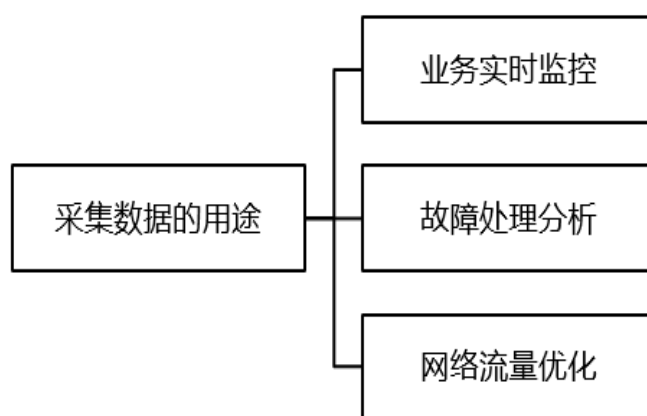 业务实时监控
采集数据的用途
故障处理分析
网络流量优化